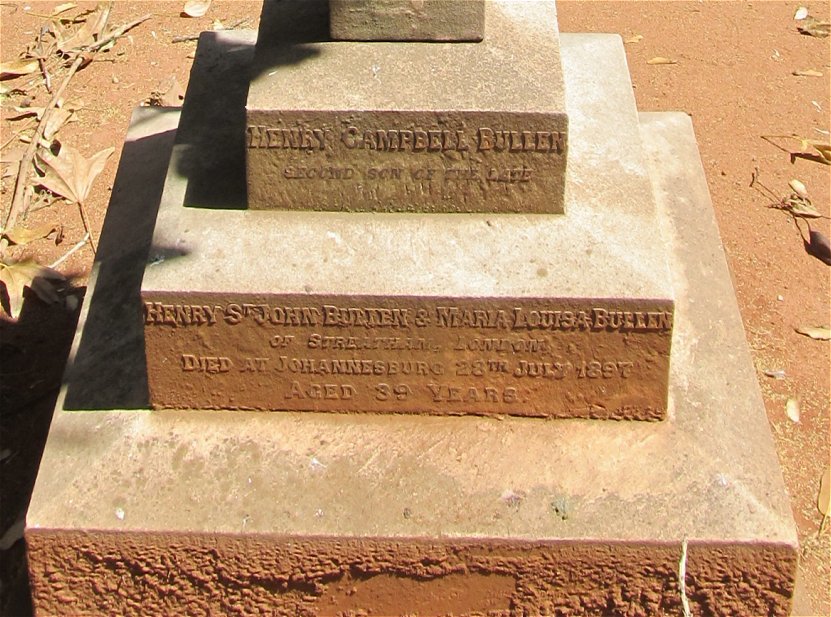 HENRY CAMPBELL BULLEN
SECOND SON OF THE LATE
HENRY ST JOHN BULLEN & MARIA LOUISA BULLEN
OF STREATHAM, LONDON,
DIED AT JOHANNESBURG 28TH JULY 1897
AGED 39 YEARS.